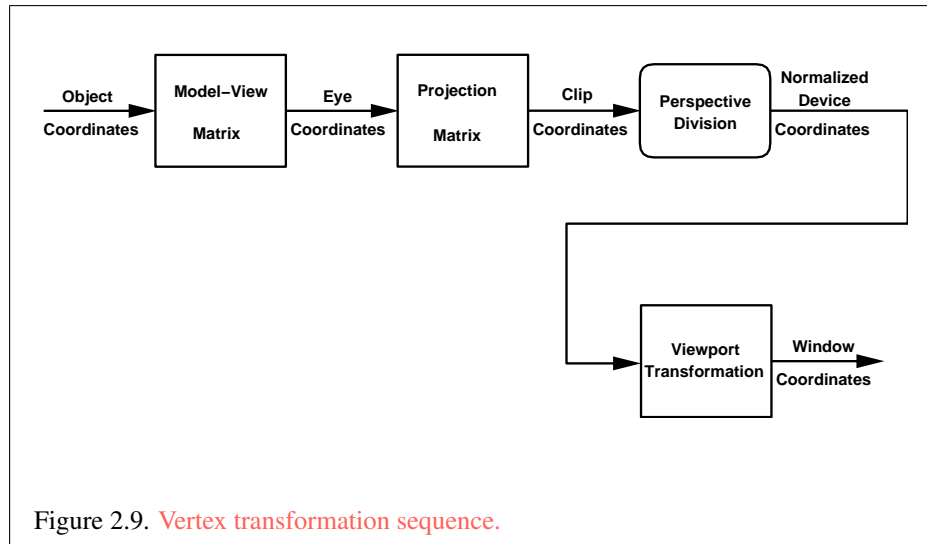 Object
Coordinates
Model–View
Matrix
Eye
Coordinates
Projection
Matrix
Clip
Coordinates
Perspective
Division
Normalized
Device
Coordinates
Viewport
Transformation
Window
Coordinates
Figure 2.9. Vertex transformation sequence.